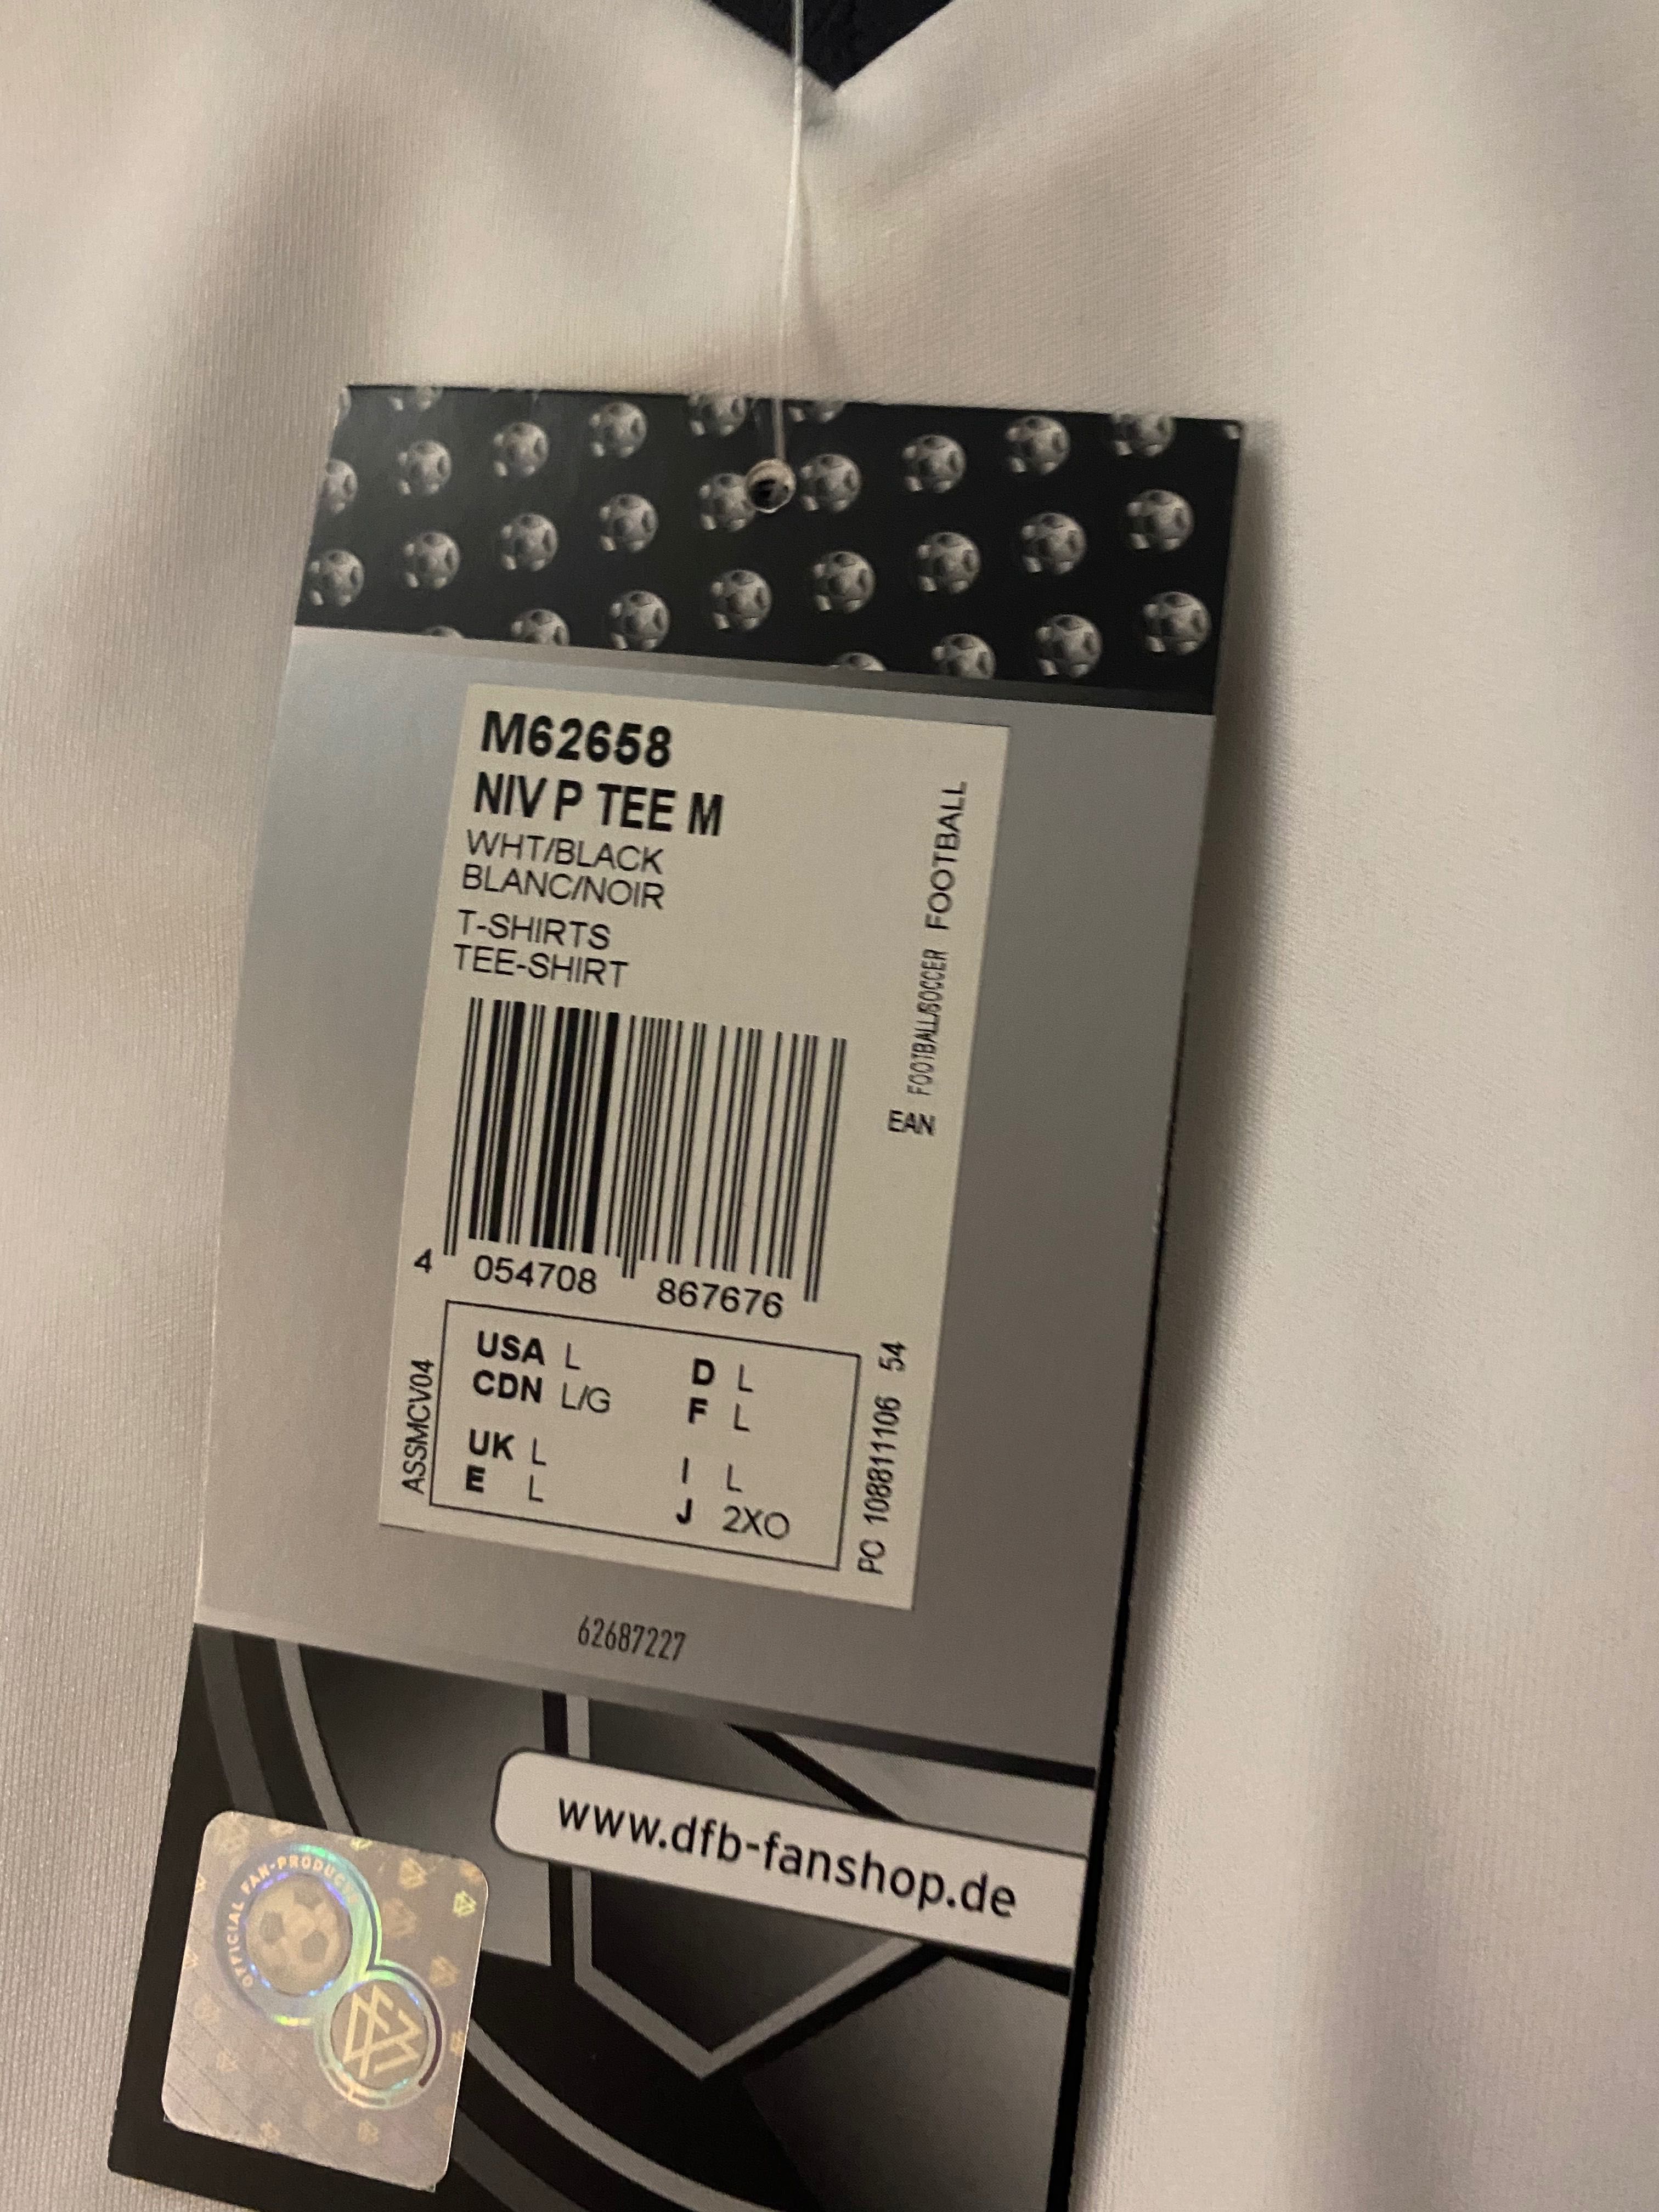 M62658
NIV P TEE M
WHT/BLACK
BLANC/NOIR
T-SHIRTS
TEE-SHIRT
FOOTBALL/SOCCER FOOTBALL
EAN
4 054708 867676
ASSMCV04
USA L
CDN L/G
UK L
E L
D L
F L
I L
J 2XO
PC 108811106 54
62687227
www.dfb-fanshop.de
OFFICIAL FAN-PRODUCT
DFB